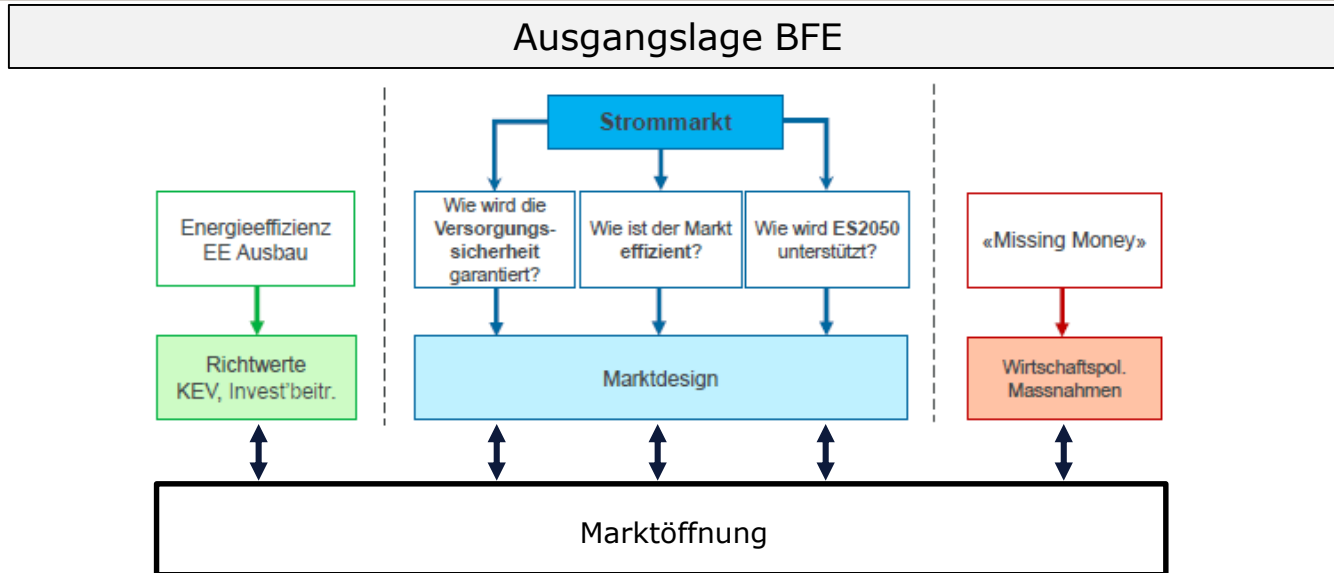 Ausgangslage BFE
Strommarkt
Energieeffizienz
EE Ausbau
Wie wird die
Versorgungs-
sicherheit
garantiert?
Wie ist der Markt
effizient?
Wie wird ES2050
unterstützt?
«Missing Money»
Richtwerte
KEV, Invest'beitr.
Marktdesign
Wirtschaftspol.
Massnahmen
Marktöffnung